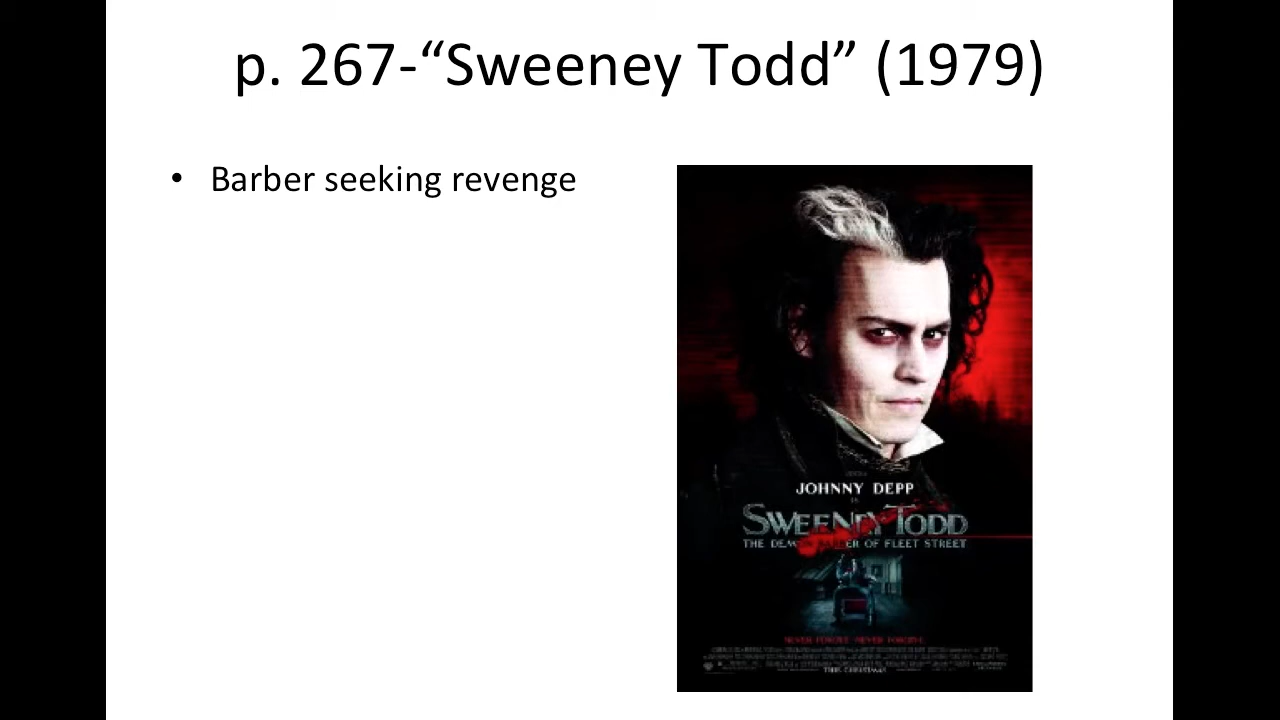 p. 267-“Sweeney Todd” (1979)
• Barber seeking revenge
JOHNNY DEPP
IS
SWEENEY TODD
THE DEMON BARBER OF FLEET STREET
NEVER FORGET. NEVER FORGIVE.
THIS CHRISTMAS